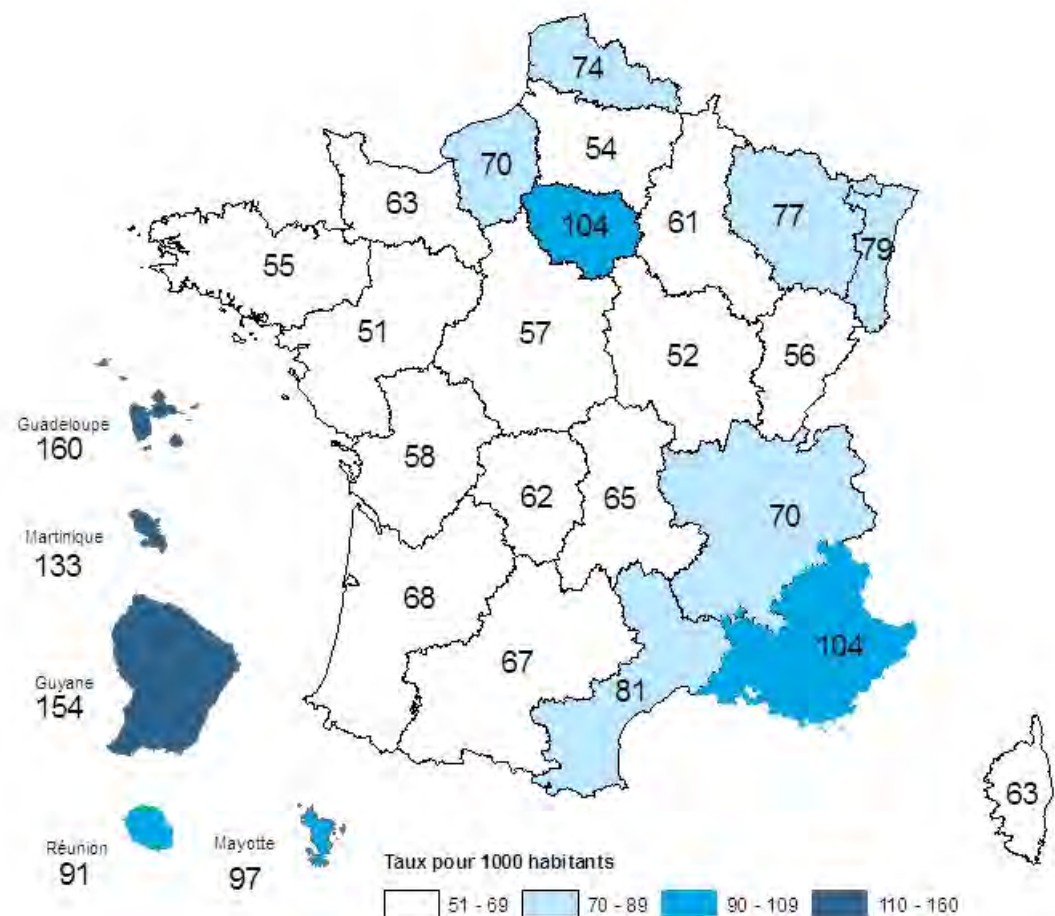 74
54
70
63
104
61
77
79
55
51
57
52
56
Guadeloupe
160
58
62
65
70
Martinique
133
68
67
104
81
Guyane
154
63
Réunion
91
Mayotte
97
Taux pour 1000 habitants
51 - 69
70 - 89
90 - 109
110 - 160